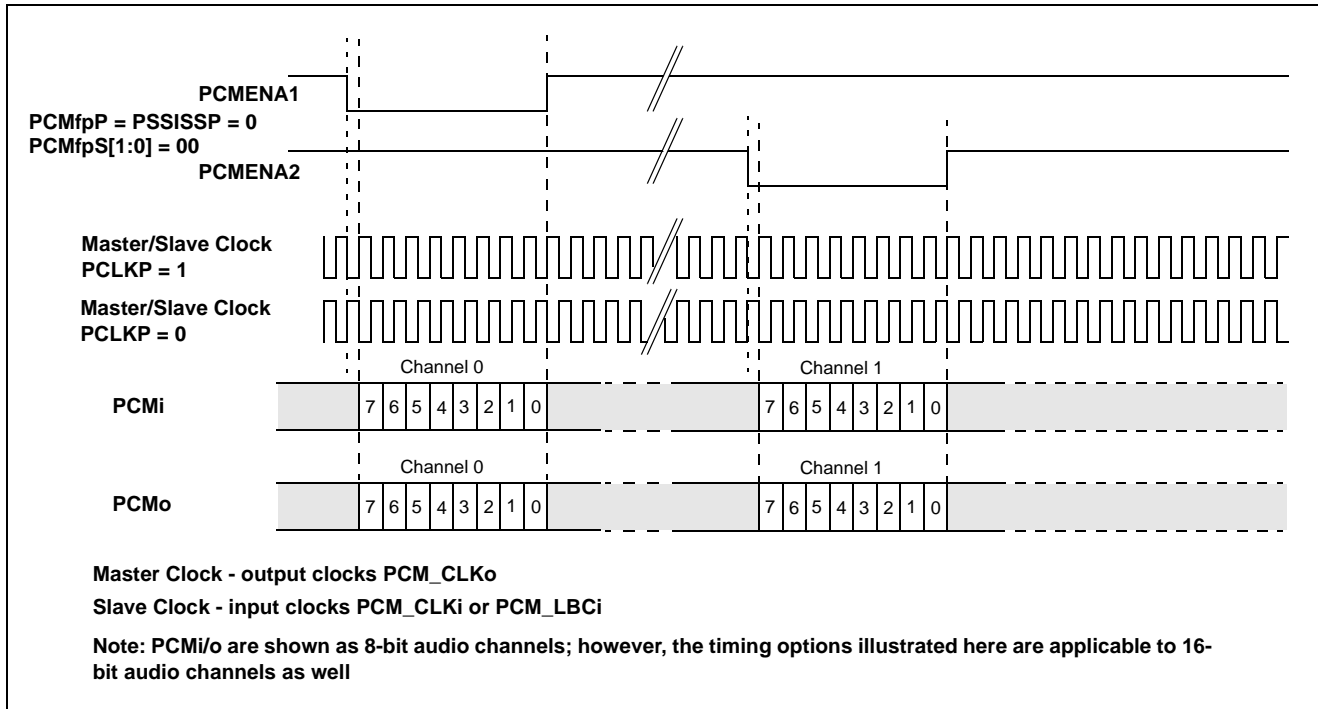 PCMENA1
PCMfpP = PSSISSP = 0
PCMfpS[1:0] = 00
PCMENA2
Master/Slave Clock
PCLKP = 1
Master/Slave Clock
PCLKP = 0
Channel 0 Channel 1
PCMi 7 6 5 4 3 2 1 0 7 6 5 4 3 2 1 0
Channel 0 Channel 1
PCMo 7 6 5 4 3 2 1 0 7 6 5 4 3 2 1 0
Master Clock - output clocks PCM_CLKo
Slave Clock - input clocks PCM_CLKi or PCM_LBCi
Note: PCMi/o are shown as 8-bit audio channels; however, the timing options illustrated here are applicable to 16-
bit audio channels as well